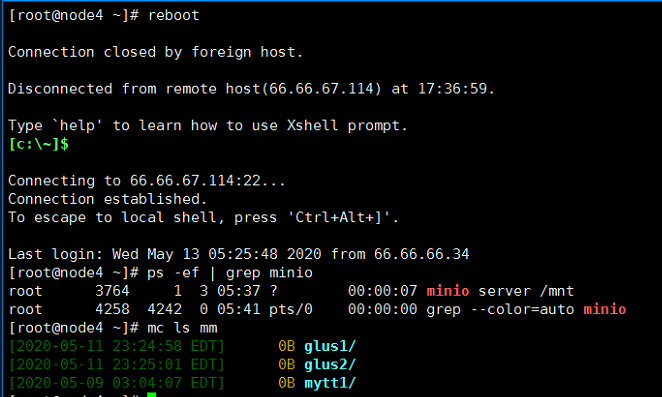 [root@node4 ~]# reboot
Connection closed by foreign host.
Disconnected from remote host(66.66.67.114) at 17:36:59.
Type `help' to learn how to use Xshell prompt.
[c:\~]$
Connecting to 66.66.67.114:22...
Connection established.
To escape to local shell, press 'Ctrl+Alt+]'.
Last login: Wed May 13 05:25:48 2020 from 66.66.66.34
[root@node4 ~]# ps -ef | grep minio
root      3764     1  3 05:37 ?        00:00:07 minio server /mnt
root      4258  4242  0 05:41 pts/0    00:00:00 grep --color=auto minio
[root@node4 ~]# mc ls mm
[2020-05-11 23:24:58 EDT]      0B glus1/
[2020-05-11 23:25:01 EDT]      0B glus2/
[2020-05-09 03:04:07 EDT]      0B mytt1/
[root@node4 ~]#